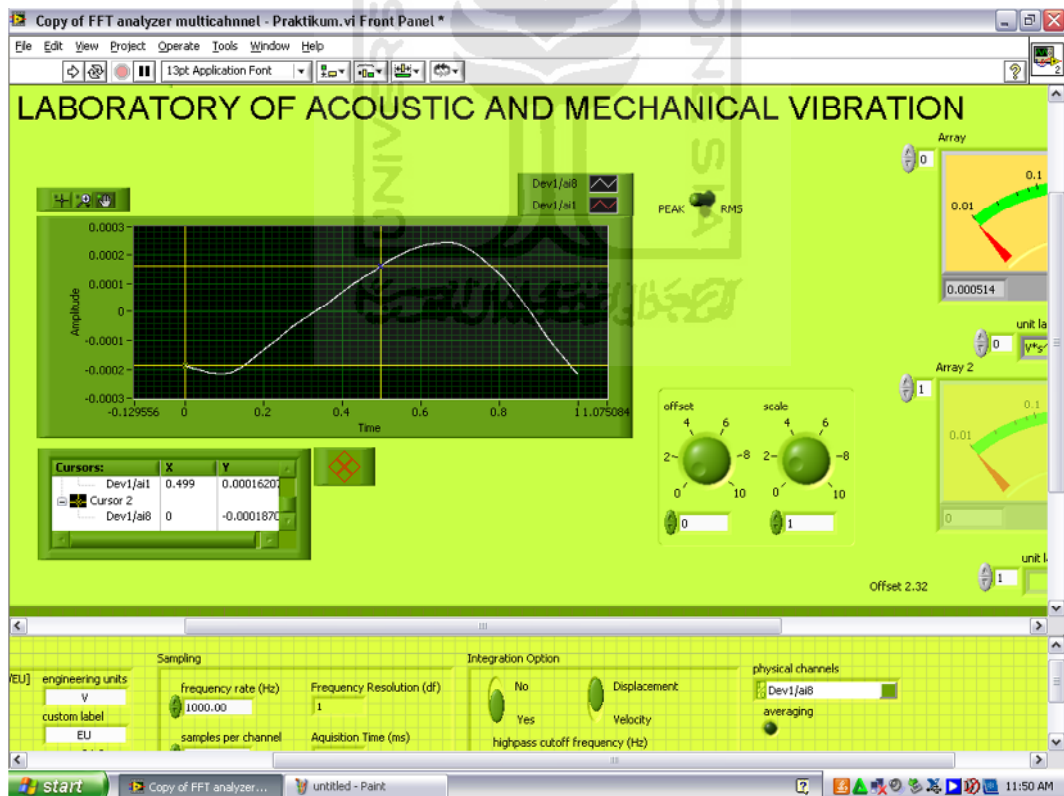 Copy of FFT analyzer multicahnnel - Praktikum.vi Front Panel *
File Edit View Project Operate Tools Window Help
13pt Application Font
2
LABORATORY OF ACOUSTIC AND MECHANICAL VIBRATION
Array
0
0.1
0.01
0.000514
Dev1/ai8
Dev1/ai1
PEAK RMS
0.0003
0.0002
0.0001
0
-0.0001
-0.0002
-0.0003
Amplitude
-0.129556 0 0.2 0.4 0.6 0.8 1 1.075084
Time
unit la
0 V*s^
Array 2
1
0.1
0.01
0
offset
0 2 4 6 8 10
0
scale
0 2 4 6 8 10
1
Cursors: X Y
Dev1/ai1 0.499 0.00016207
Cursor 2
Dev1/ai8 0 -0.000187
unit l
1
Offset 2.32
/EU]
engineering units
V
custom label
EU
Sampling
frequency rate (Hz)
1000.00
samples per channel
Frequency Resolution (df)
1
Aquisition Time (ms)
Integration Option
No
Yes
Displacement
Velocity
highpass cutoff frequency (Hz)
physical channels
Dev1/ai8
averaging
start
Copy of FFT analyzer...
untitled - Paint
11:50 AM